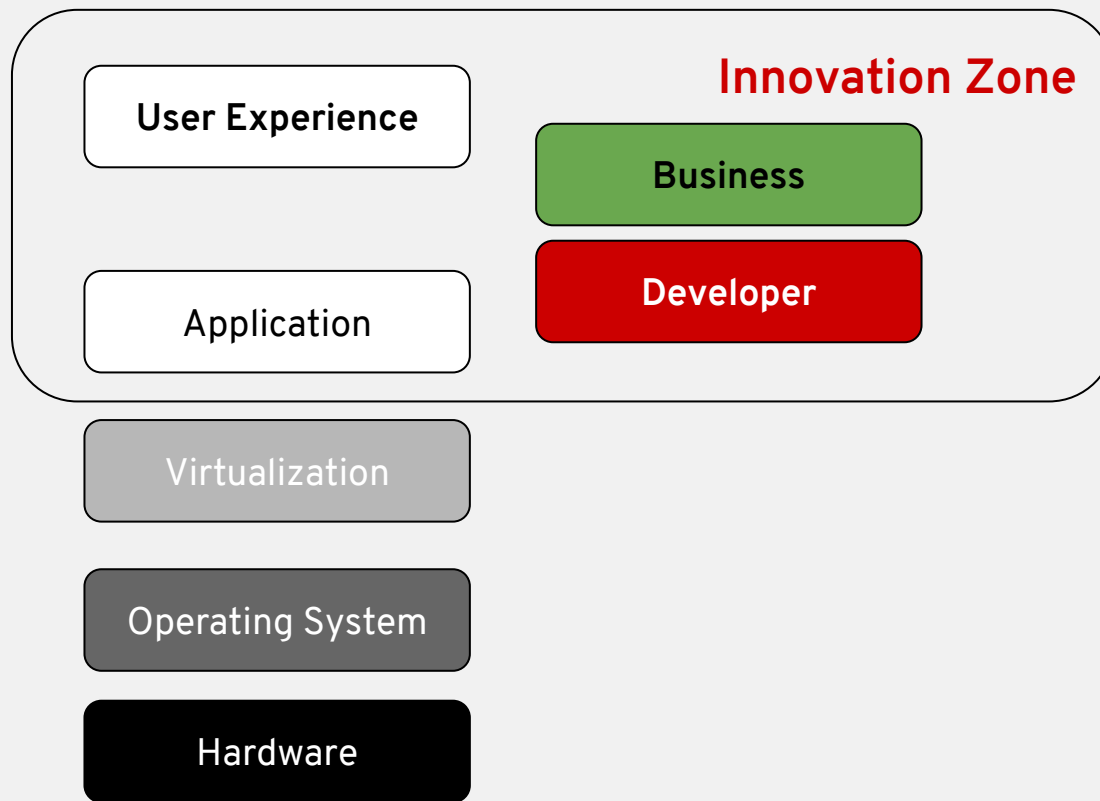 Innovation Zone
User Experience
Business
Developer
Application
Virtualization
Operating System
Hardware